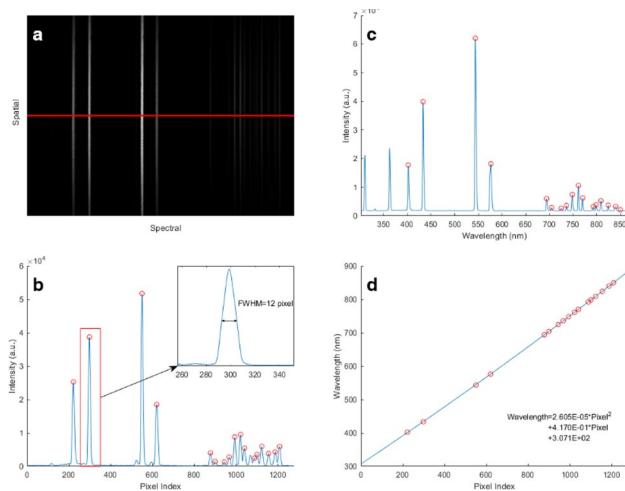 a
Spatial
Spectral
c
×10
7
6
5
4
3
2
1
0
Intensity (a.u.)
350 400 450 500 550 600 650 700 750 800 850
Wavelength (nm)
b
6 ×10^4
5
4
3
2
1
0
Intensity (a.u.)
FWHM=12 pixel
260 280 300 320 340
0 200 400 600 800 1000 1200
Pixel Index
d
900
800
700
600
500
400
300
Wavelength (nm)
Wavelength=2.605E-05*Pixel²
+4.170E-01*Pixel
+3.071E+02
0 200 400 600 800 1000 1200
Pixel Index